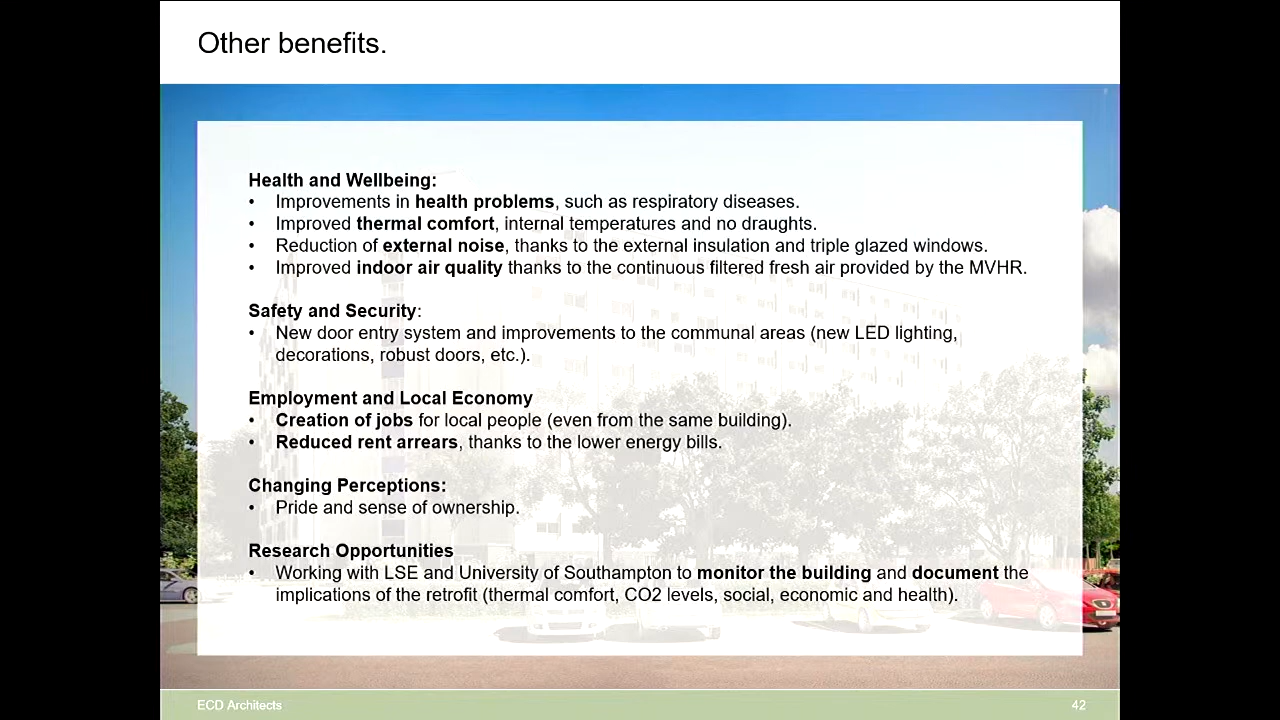 Other benefits.
Health and Wellbeing:
• Improvements in health problems, such as respiratory diseases.
• Improved thermal comfort, internal temperatures and no draughts.
• Reduction of external noise, thanks to the external insulation and triple glazed windows.
• Improved indoor air quality thanks to the continuous filtered fresh air provided by the MVHR.
Safety and Security:
• New door entry system and improvements to the communal areas (new LED lighting,
decorations, robust doors, etc.).
Employment and Local Economy
• Creation of jobs for local people (even from the same building).
• Reduced rent arrears, thanks to the lower energy bills.
Changing Perceptions:
• Pride and sense of ownership.
Research Opportunities
• Working with LSE and University of Southampton to monitor the building and document the
implications of the retrofit (thermal comfort, CO2 levels, social, economic and health).
ECD Architects
42